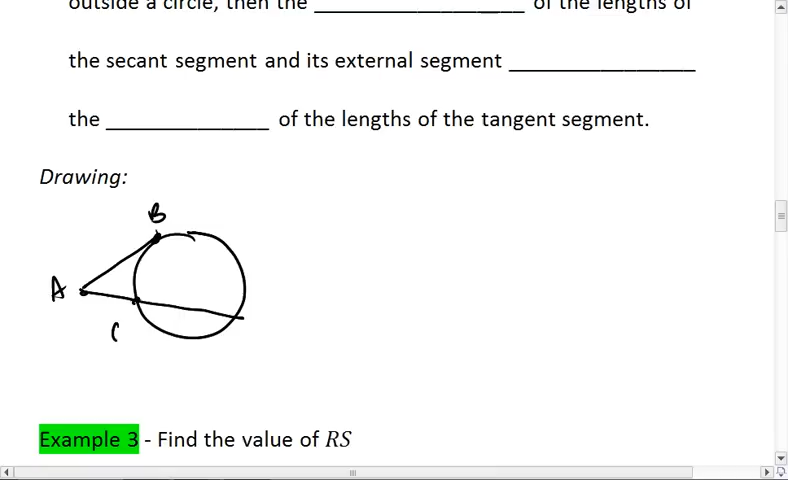 outside a circle, then the __________________ of the lengths of
the secant segment and its external segment ________________
the ______________ of the lengths of the tangent segment.
Drawing:
B
A
C
Example 3 - Find the value of RS